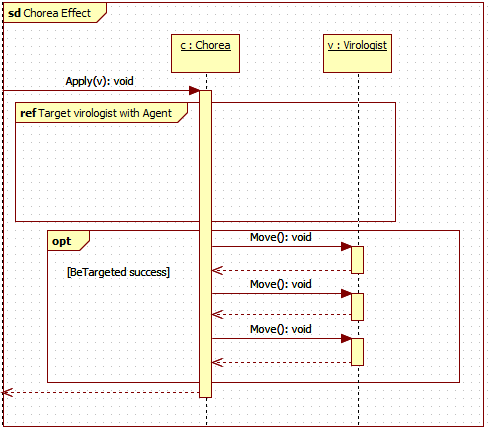 sd Chorea Effect
c : Chorea
v : Virologist
Apply(v): void
ref Target virologist with Agent
opt
Move(): void
[BeTargeted success]
Move(): void
Move(): void